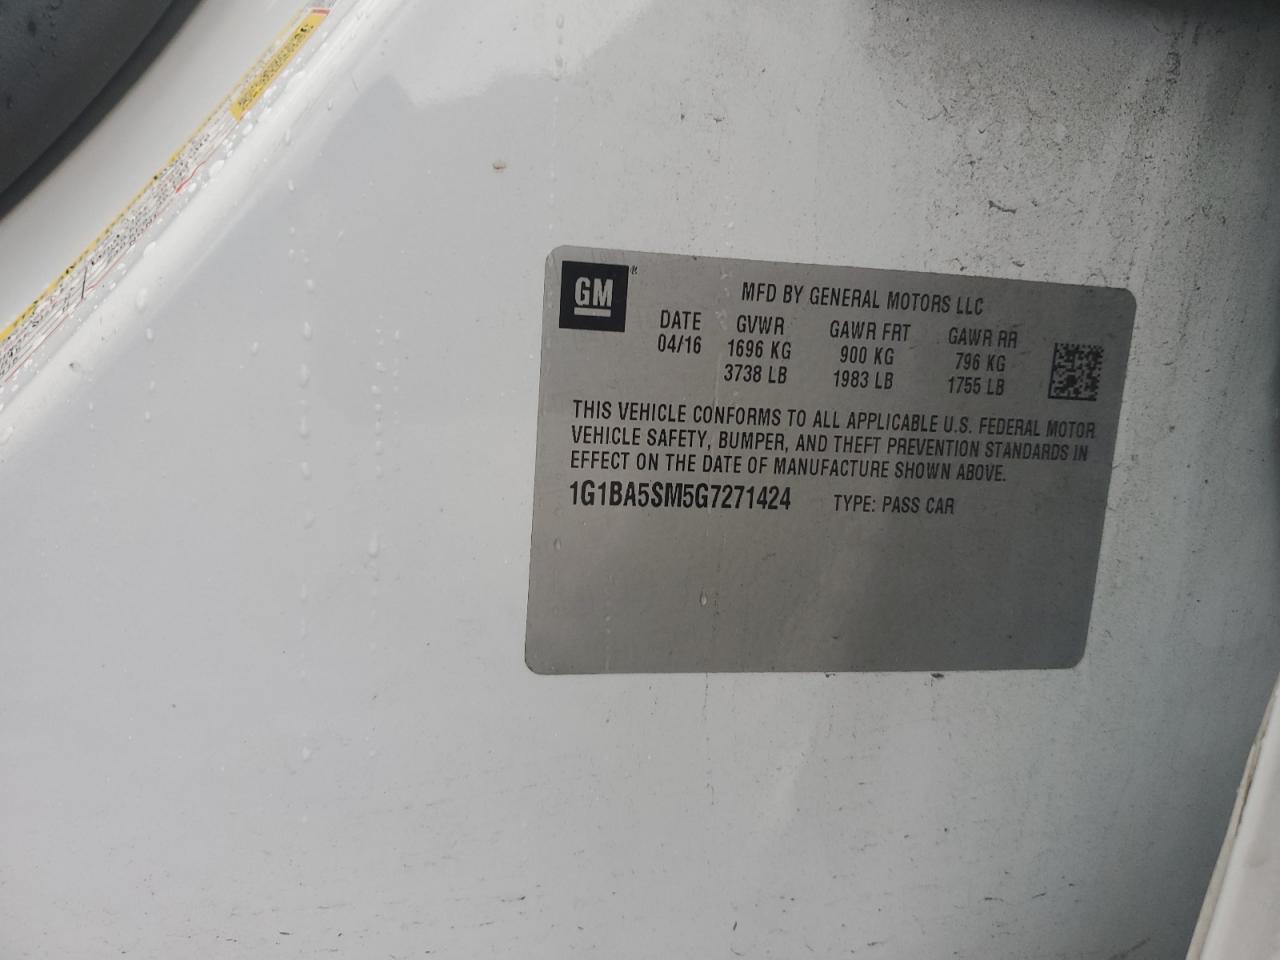 GM®
MFD BY GENERAL MOTORS LLC
DATE GVWR GAWR FRT GAWR RR
04/16 1696 KG 900 KG 796 KG
3738 LB 1983 LB 1755 LB
THIS VEHICLE CONFORMS TO ALL APPLICABLE U.S. FEDERAL MOTOR
VEHICLE SAFETY, BUMPER, AND THEFT PREVENTION STANDARDS IN
EFFECT ON THE DATE OF MANUFACTURE SHOWN ABOVE.
1G1BA5SM5G7271424 TYPE: PASS CAR